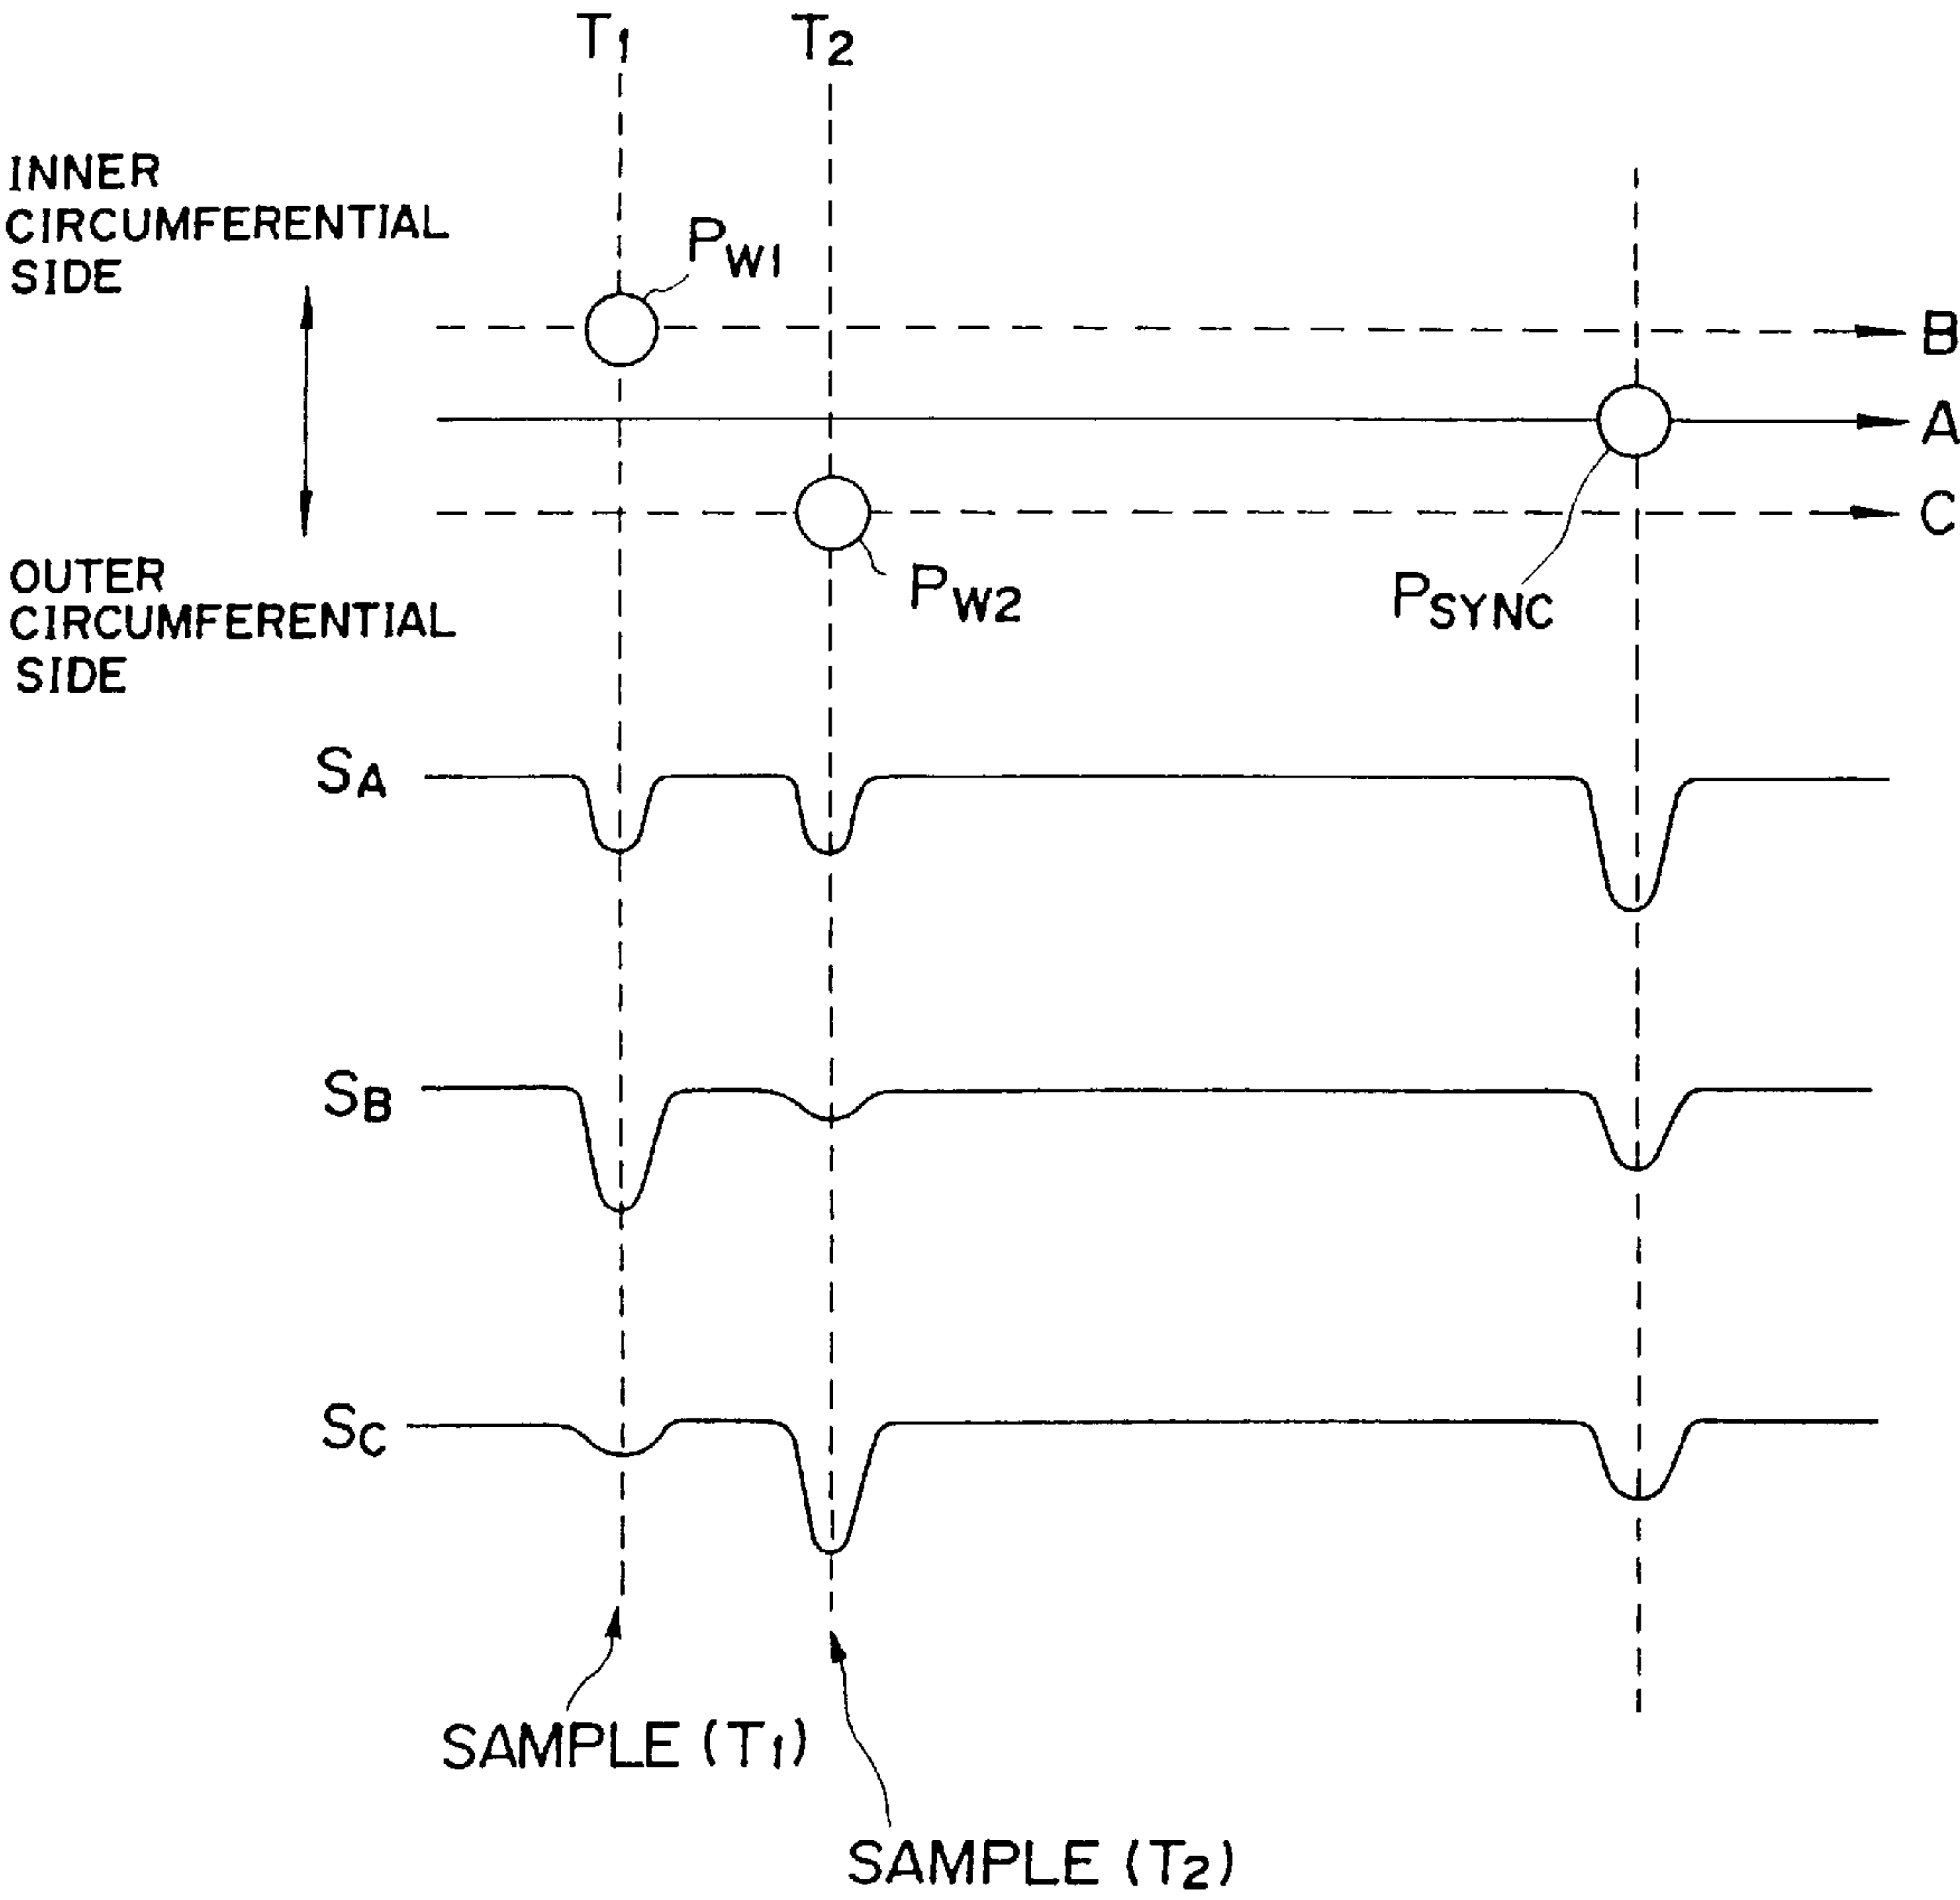 T1
T2
INNER
CIRCUMFERENTIAL
SIDE
PW1
B
A
C
OUTER
CIRCUMFERENTIAL
SIDE
PW2
PSYNC
SA
SB
SC
SAMPLE (T1)
SAMPLE (T2)